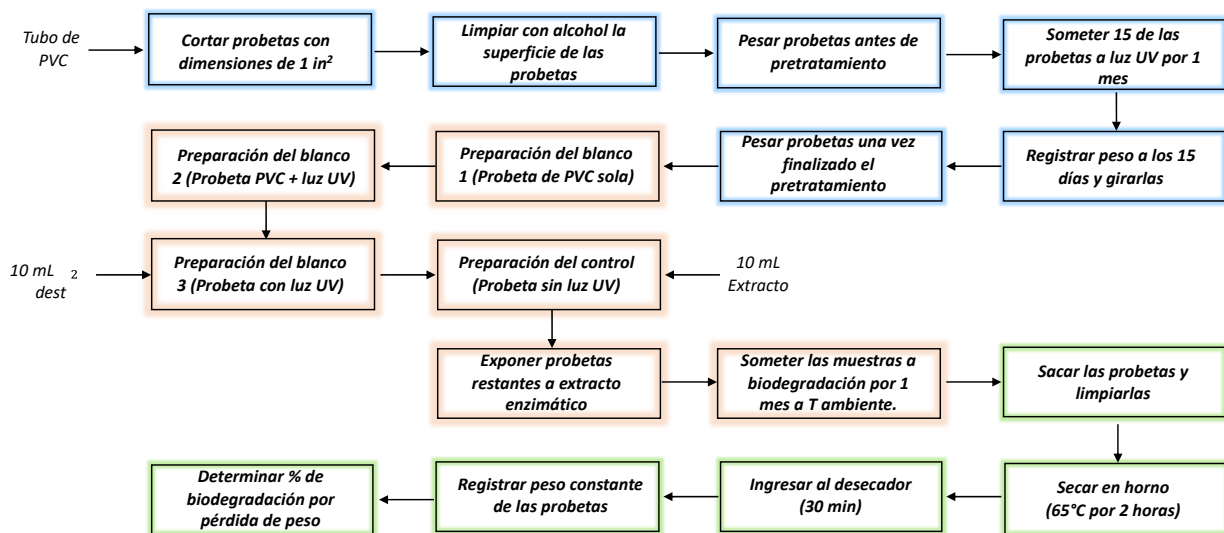 Tubo de
PVC
Cortar probetas con
dimensiones de 1 in²
Limpiar con alcohol la
superficie de las
probetas
Pesar probetas antes de
pretratamiento
Someter 15 de las
probetas a luz UV por 1
mes
Preparación del blanco
2 (Probeta PVC + luz UV)
Preparación del blanco
1 (Probeta de PVC sola)
Pesar probetas una vez
finalizado el
pretratamiento
Registrar peso a los 15
días y girarlas
10 mL 2
dest
Preparación del blanco
3 (Probeta con luz UV)
Preparación del control
(Probeta sin luz UV)
10 mL
Extracto
Exponer probetas
restantes a extracto
enzimático
Someter las muestras a
biodegradación por 1
mes a T ambiente.
Sacar las probetas y
limpiarlas
Determinar % de
biodegradación por
pérdida de peso
Registrar peso constante
de las probetas
Ingresar al desecador
(30 min)
Secar en horno
(65°C por 2 horas)